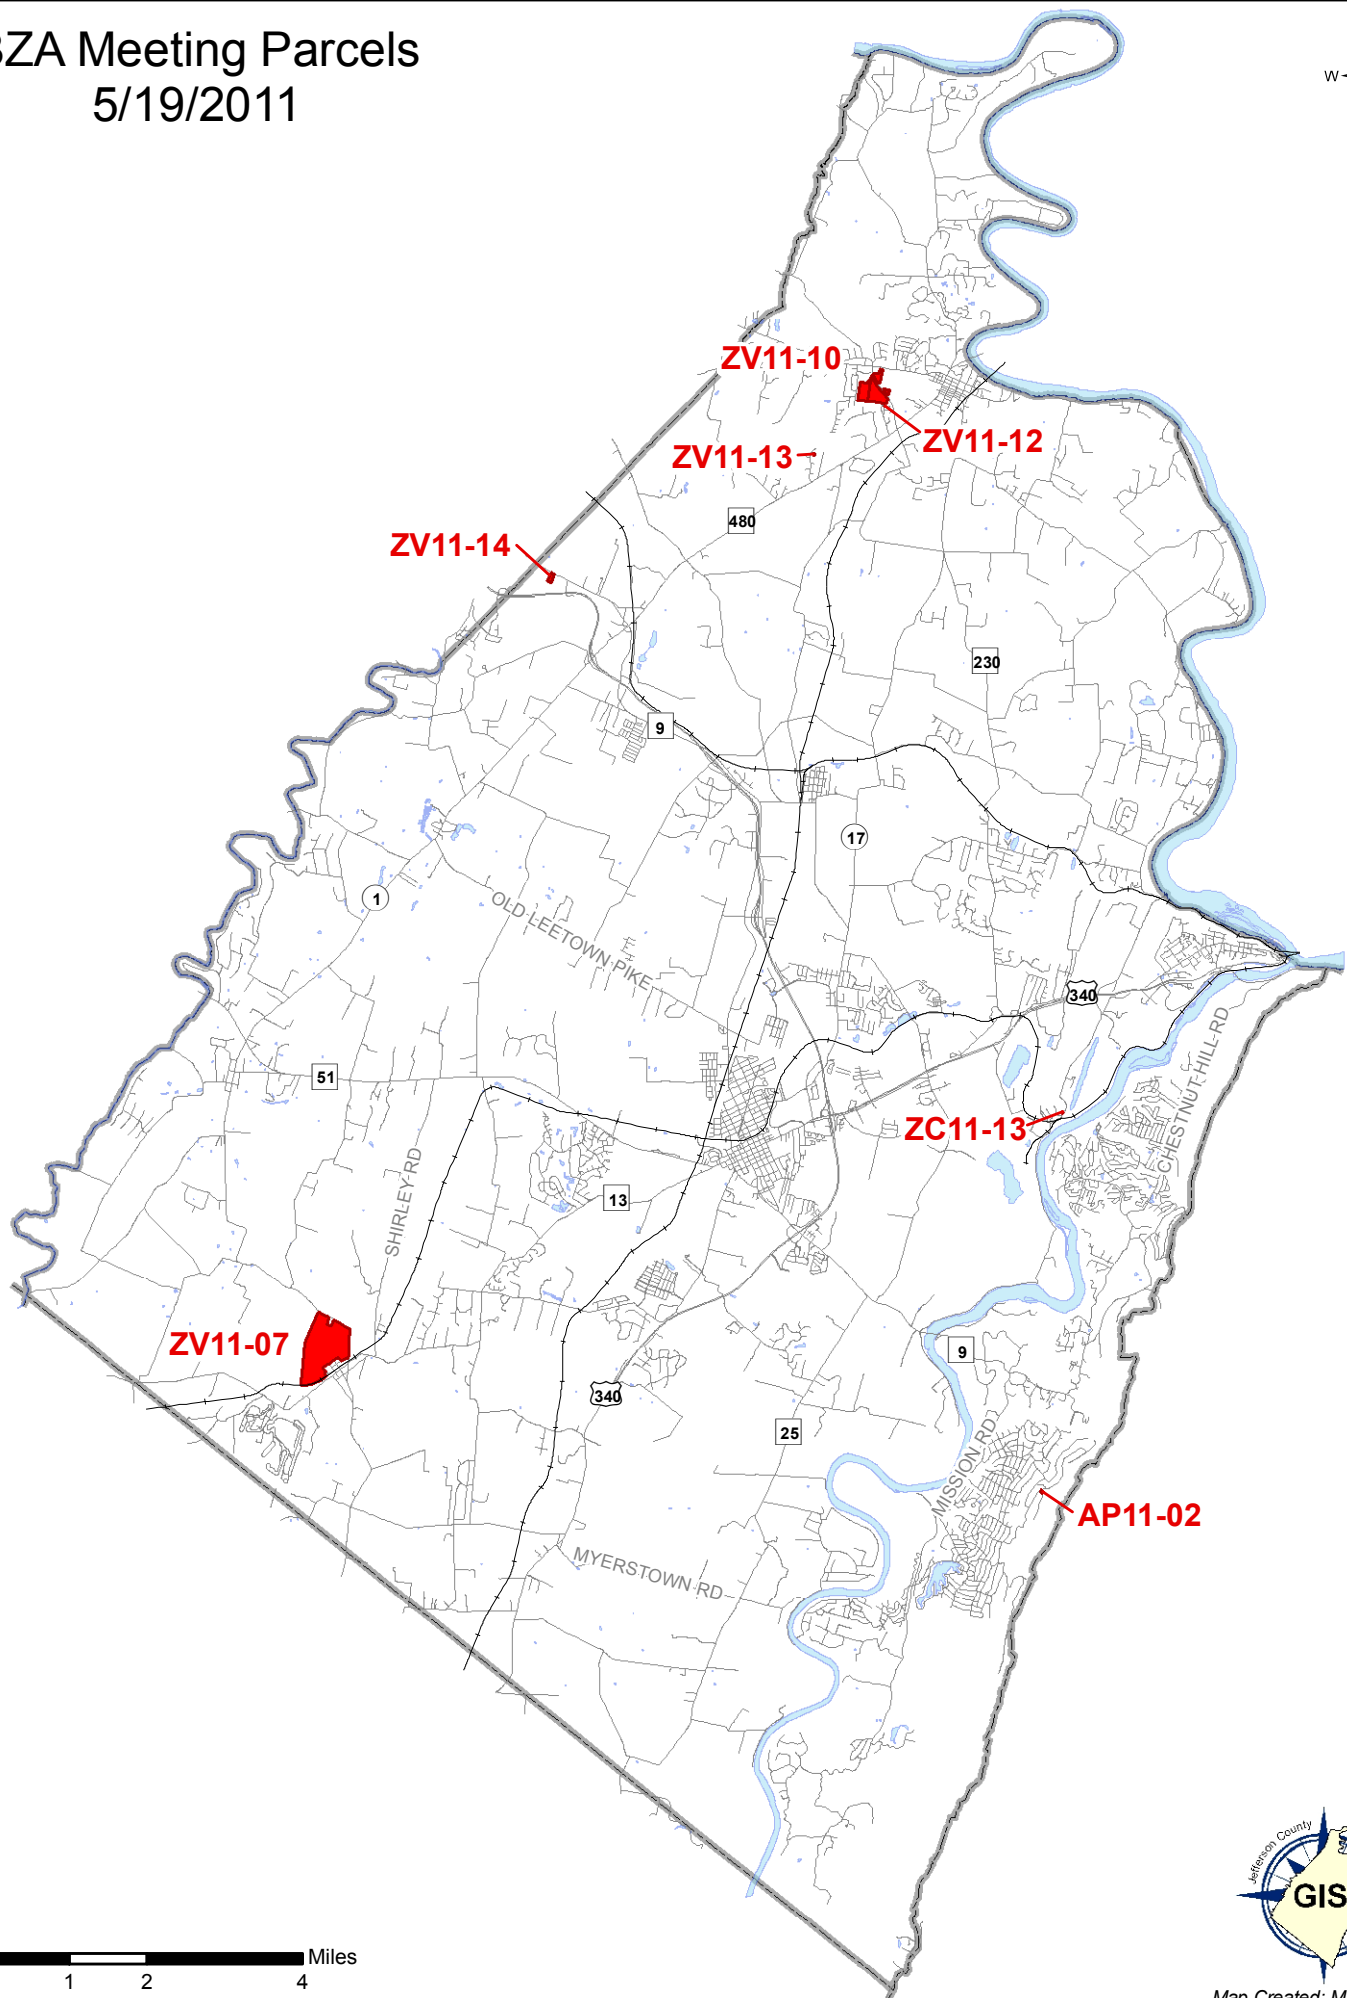 BZA Meeting Parcels
5/19/2011
W
ZV11-10
ZV11-12
ZV11-13
480
ZV11-14
230
9
17
1
OLD LEETOWN PIKE
340
CHESTNUT HILL RD
51
ZC11-13
SHIRLEY RD
13
ZV11-07
9
340
25
MISSION RD
AP11-02
MYERSTOWN RD
Jefferson County
GIS
Miles
1 2 4
Map Created: M